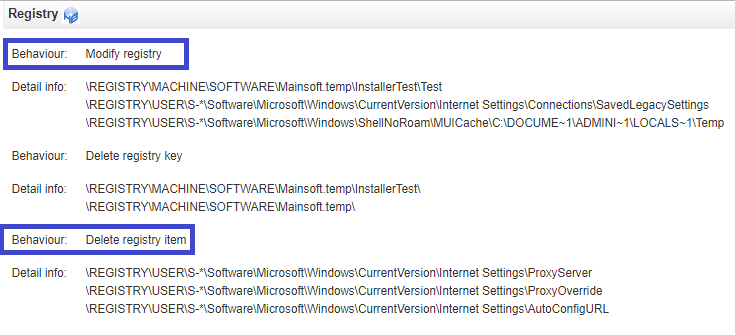 Registry
Behaviour: Modify registry
Detail info: \REGISTRY\MACHINE\SOFTWARE\Mainsoft.temp\InstallerTest\Test
\REGISTRY\USER\S-*\Software\Microsoft\Windows\CurrentVersion\Internet Settings\Connections\SavedLegacySettings
\REGISTRY\USER\S-*\Software\Microsoft\Windows\ShellNoRoam\MUICache\C:\DOCUME~1\ADMINI~1\LOCALS~1\Temp
Behaviour: Delete registry key
Detail info: \REGISTRY\MACHINE\SOFTWARE\Mainsoft.temp\InstallerTest\
\REGISTRY\MACHINE\SOFTWARE\Mainsoft.temp\
Behaviour: Delete registry item
Detail info: \REGISTRY\USER\S-*\Software\Microsoft\Windows\CurrentVersion\Internet Settings\ProxyServer
\REGISTRY\USER\S-*\Software\Microsoft\Windows\CurrentVersion\Internet Settings\ProxyOverride
\REGISTRY\USER\S-*\Software\Microsoft\Windows\CurrentVersion\Internet Settings\AutoConfigURL